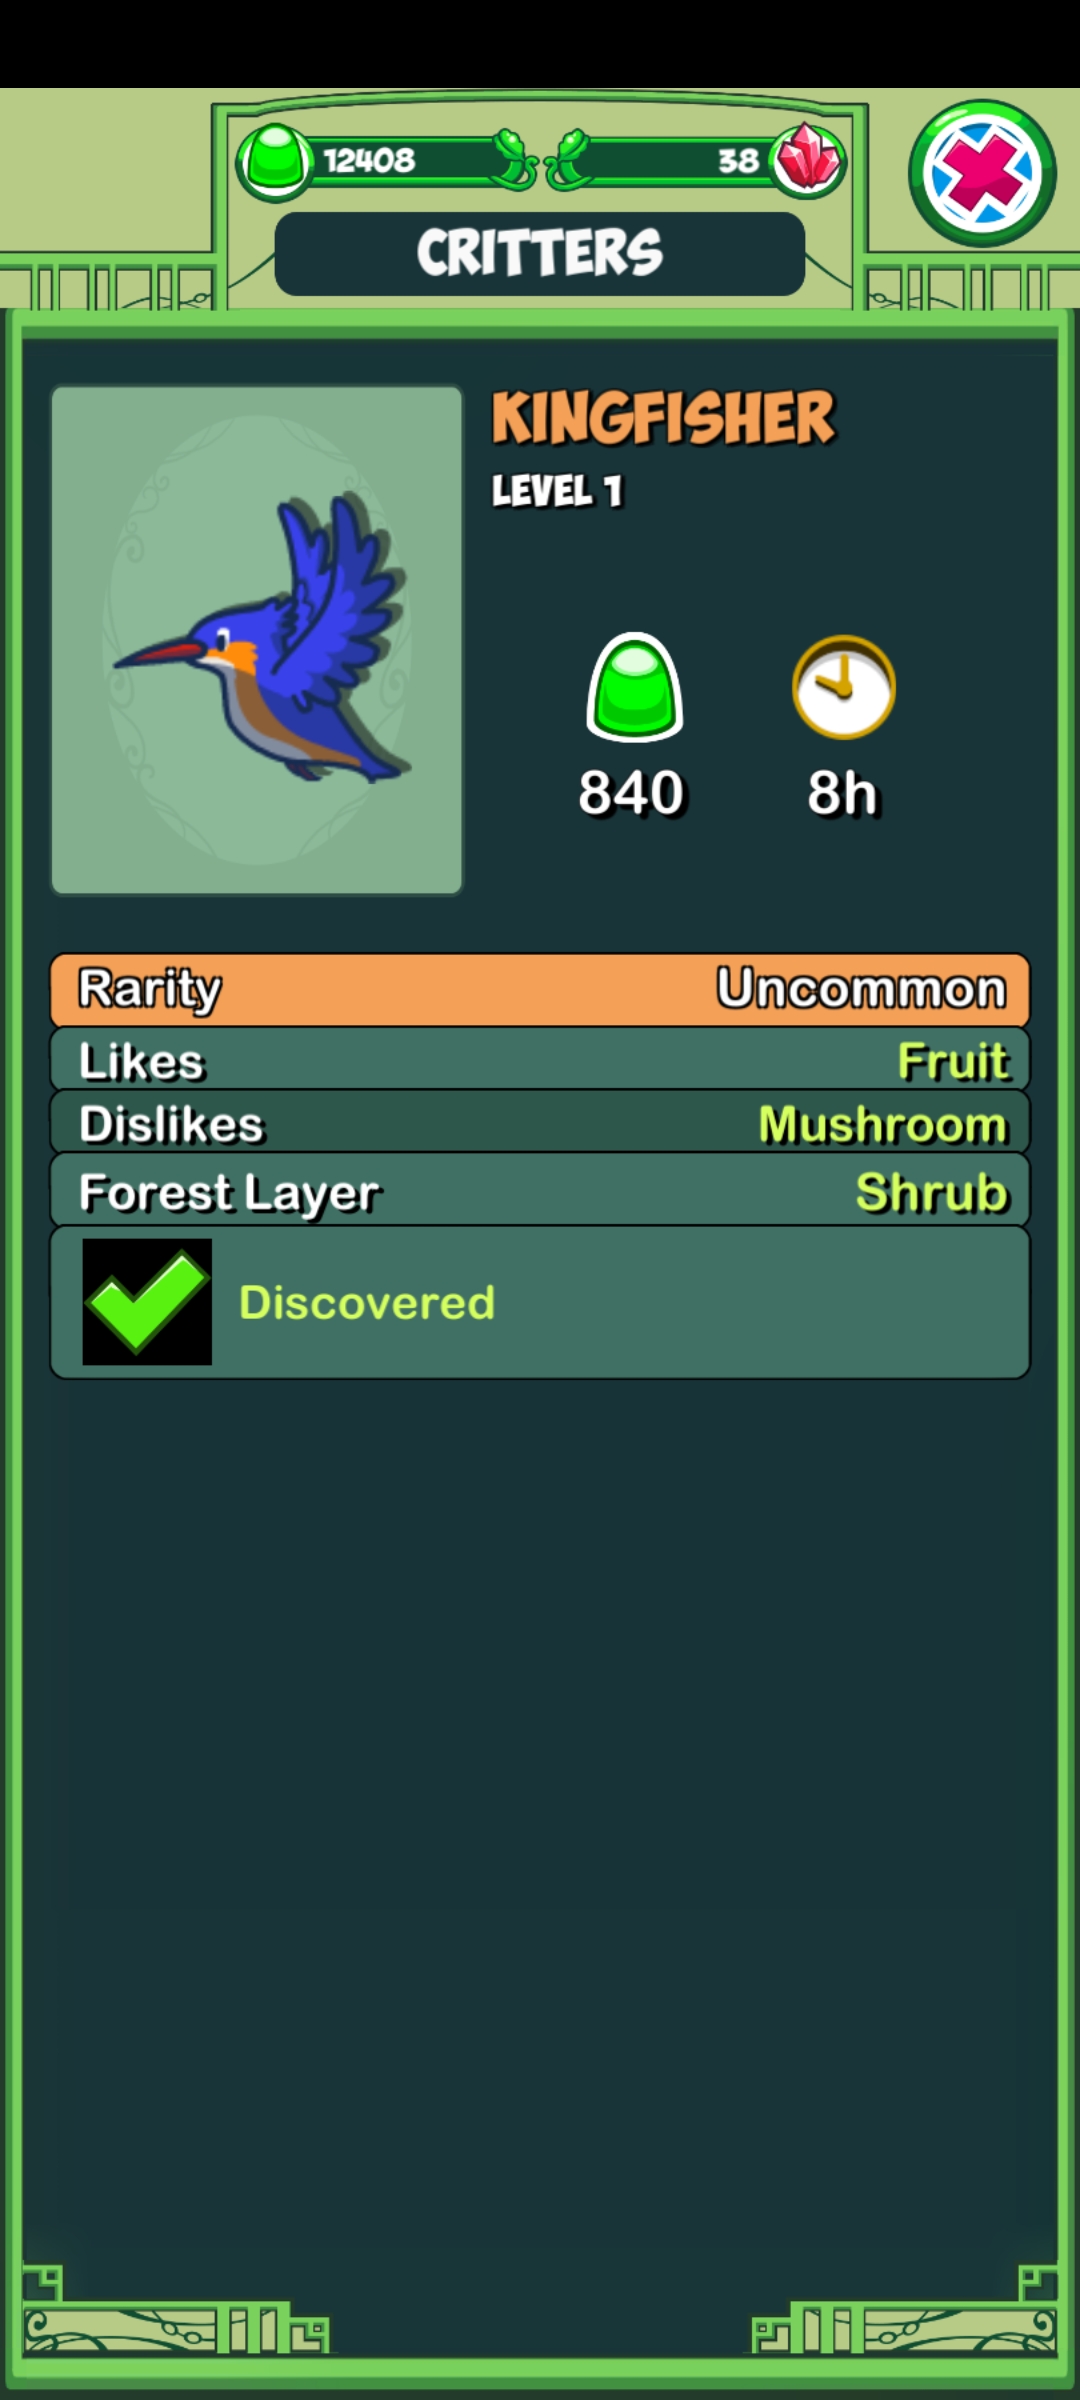 12408 38
CRITTERS
KINGFISHER
LEVEL 1
840 8h
Rarity Uncommon
Likes Fruit
Dislikes Mushroom
Forest Layer Shrub
Discovered